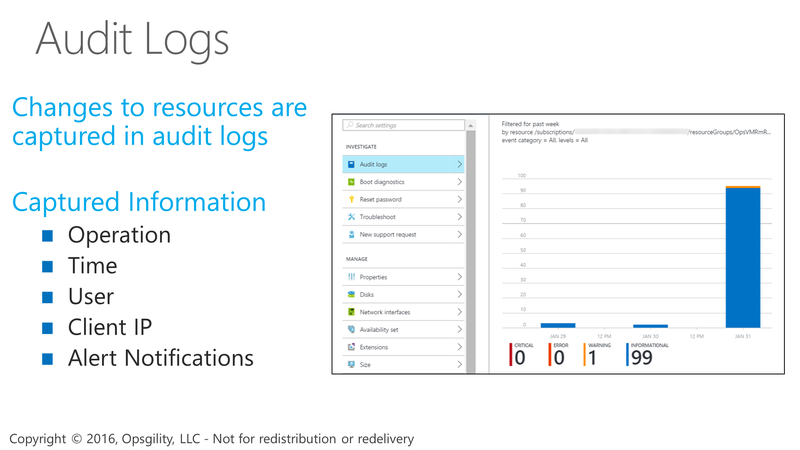 Audit Logs
Changes to resources are
captured in audit logs
Captured Information
Operation
Time
User
Client IP
Alert Notifications
Search settings
INVESTIGATE
Audit logs
Boot diagnostics
Reset password
Troubleshoot
New support request
MANAGE
Properties
Disks
Network interfaces
Availability set
Extensions
Size
Filtered for past week
by resource /subscriptions/ /resourceGroups/OpsVMRmR...
event category = All. levels = All
100
90
80
70
60
50
40
30
20
10
0
JAN 29 12 PM JAN 30 12 PM JAN 31
CRITICAL ERROR WARNING INFORMATIONAL
0 0 1 99
Copyright © 2016, Opsgility, LLC - Not for redistribution or redelivery